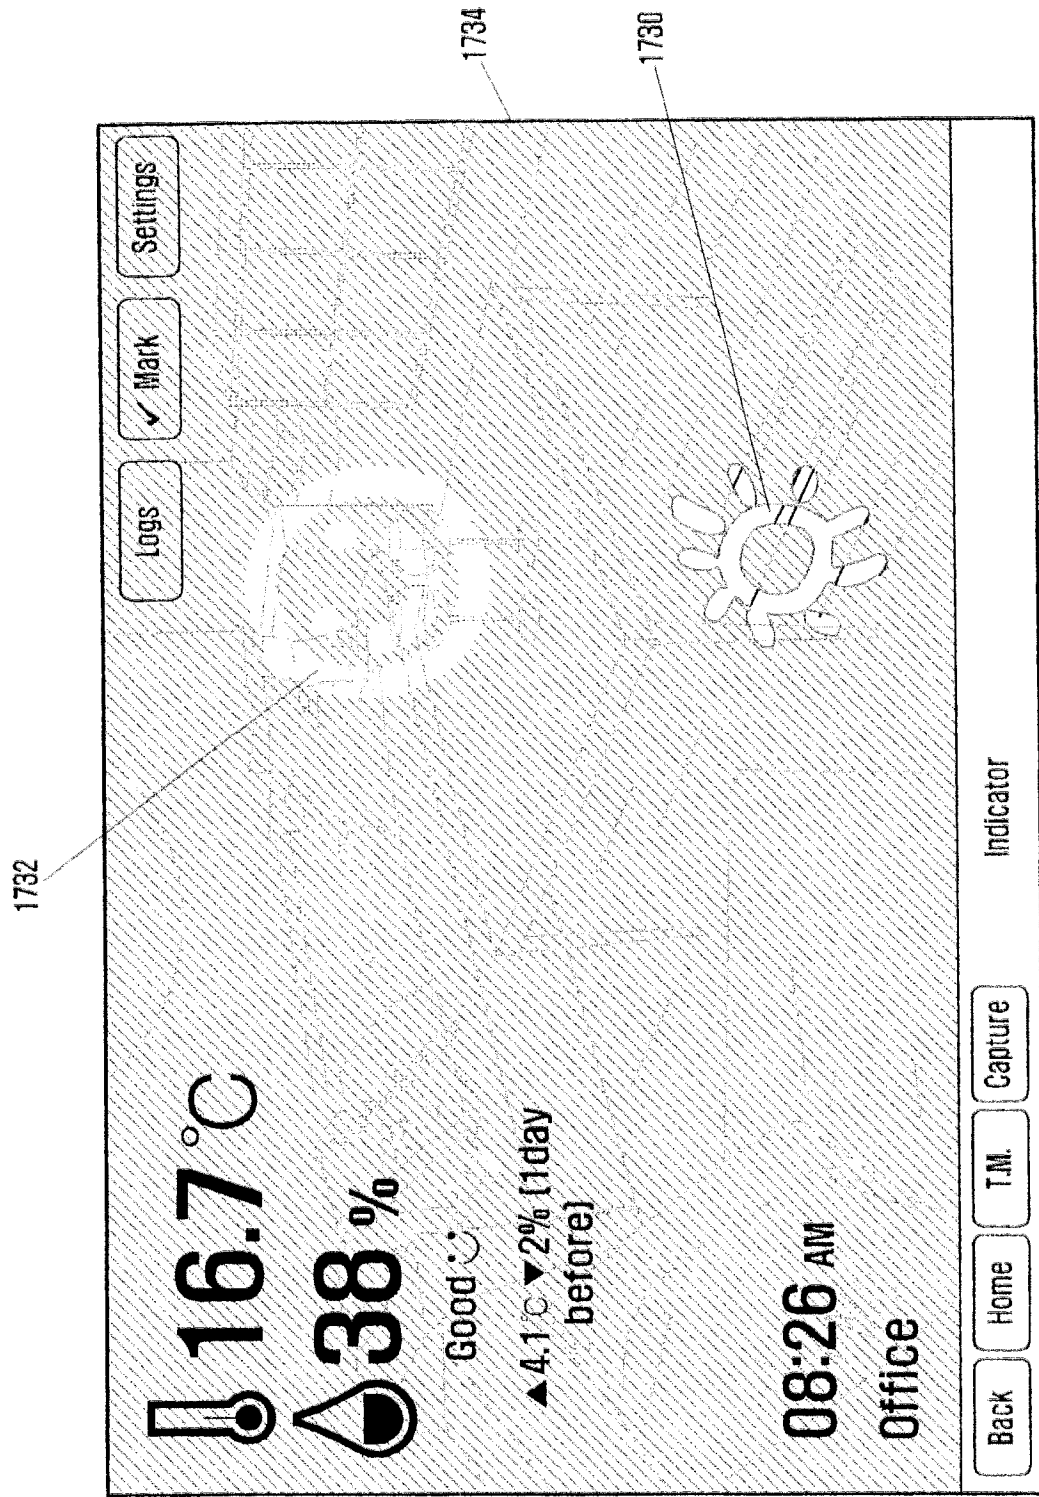 1732
1734
1730
Logs
✓ Mark
Settings
16.7°C
38%
Good
▲4.1°C ▼2% (1day
before)
08:26 AM
Office
Back
Home
T.M.
Capture
Indicator